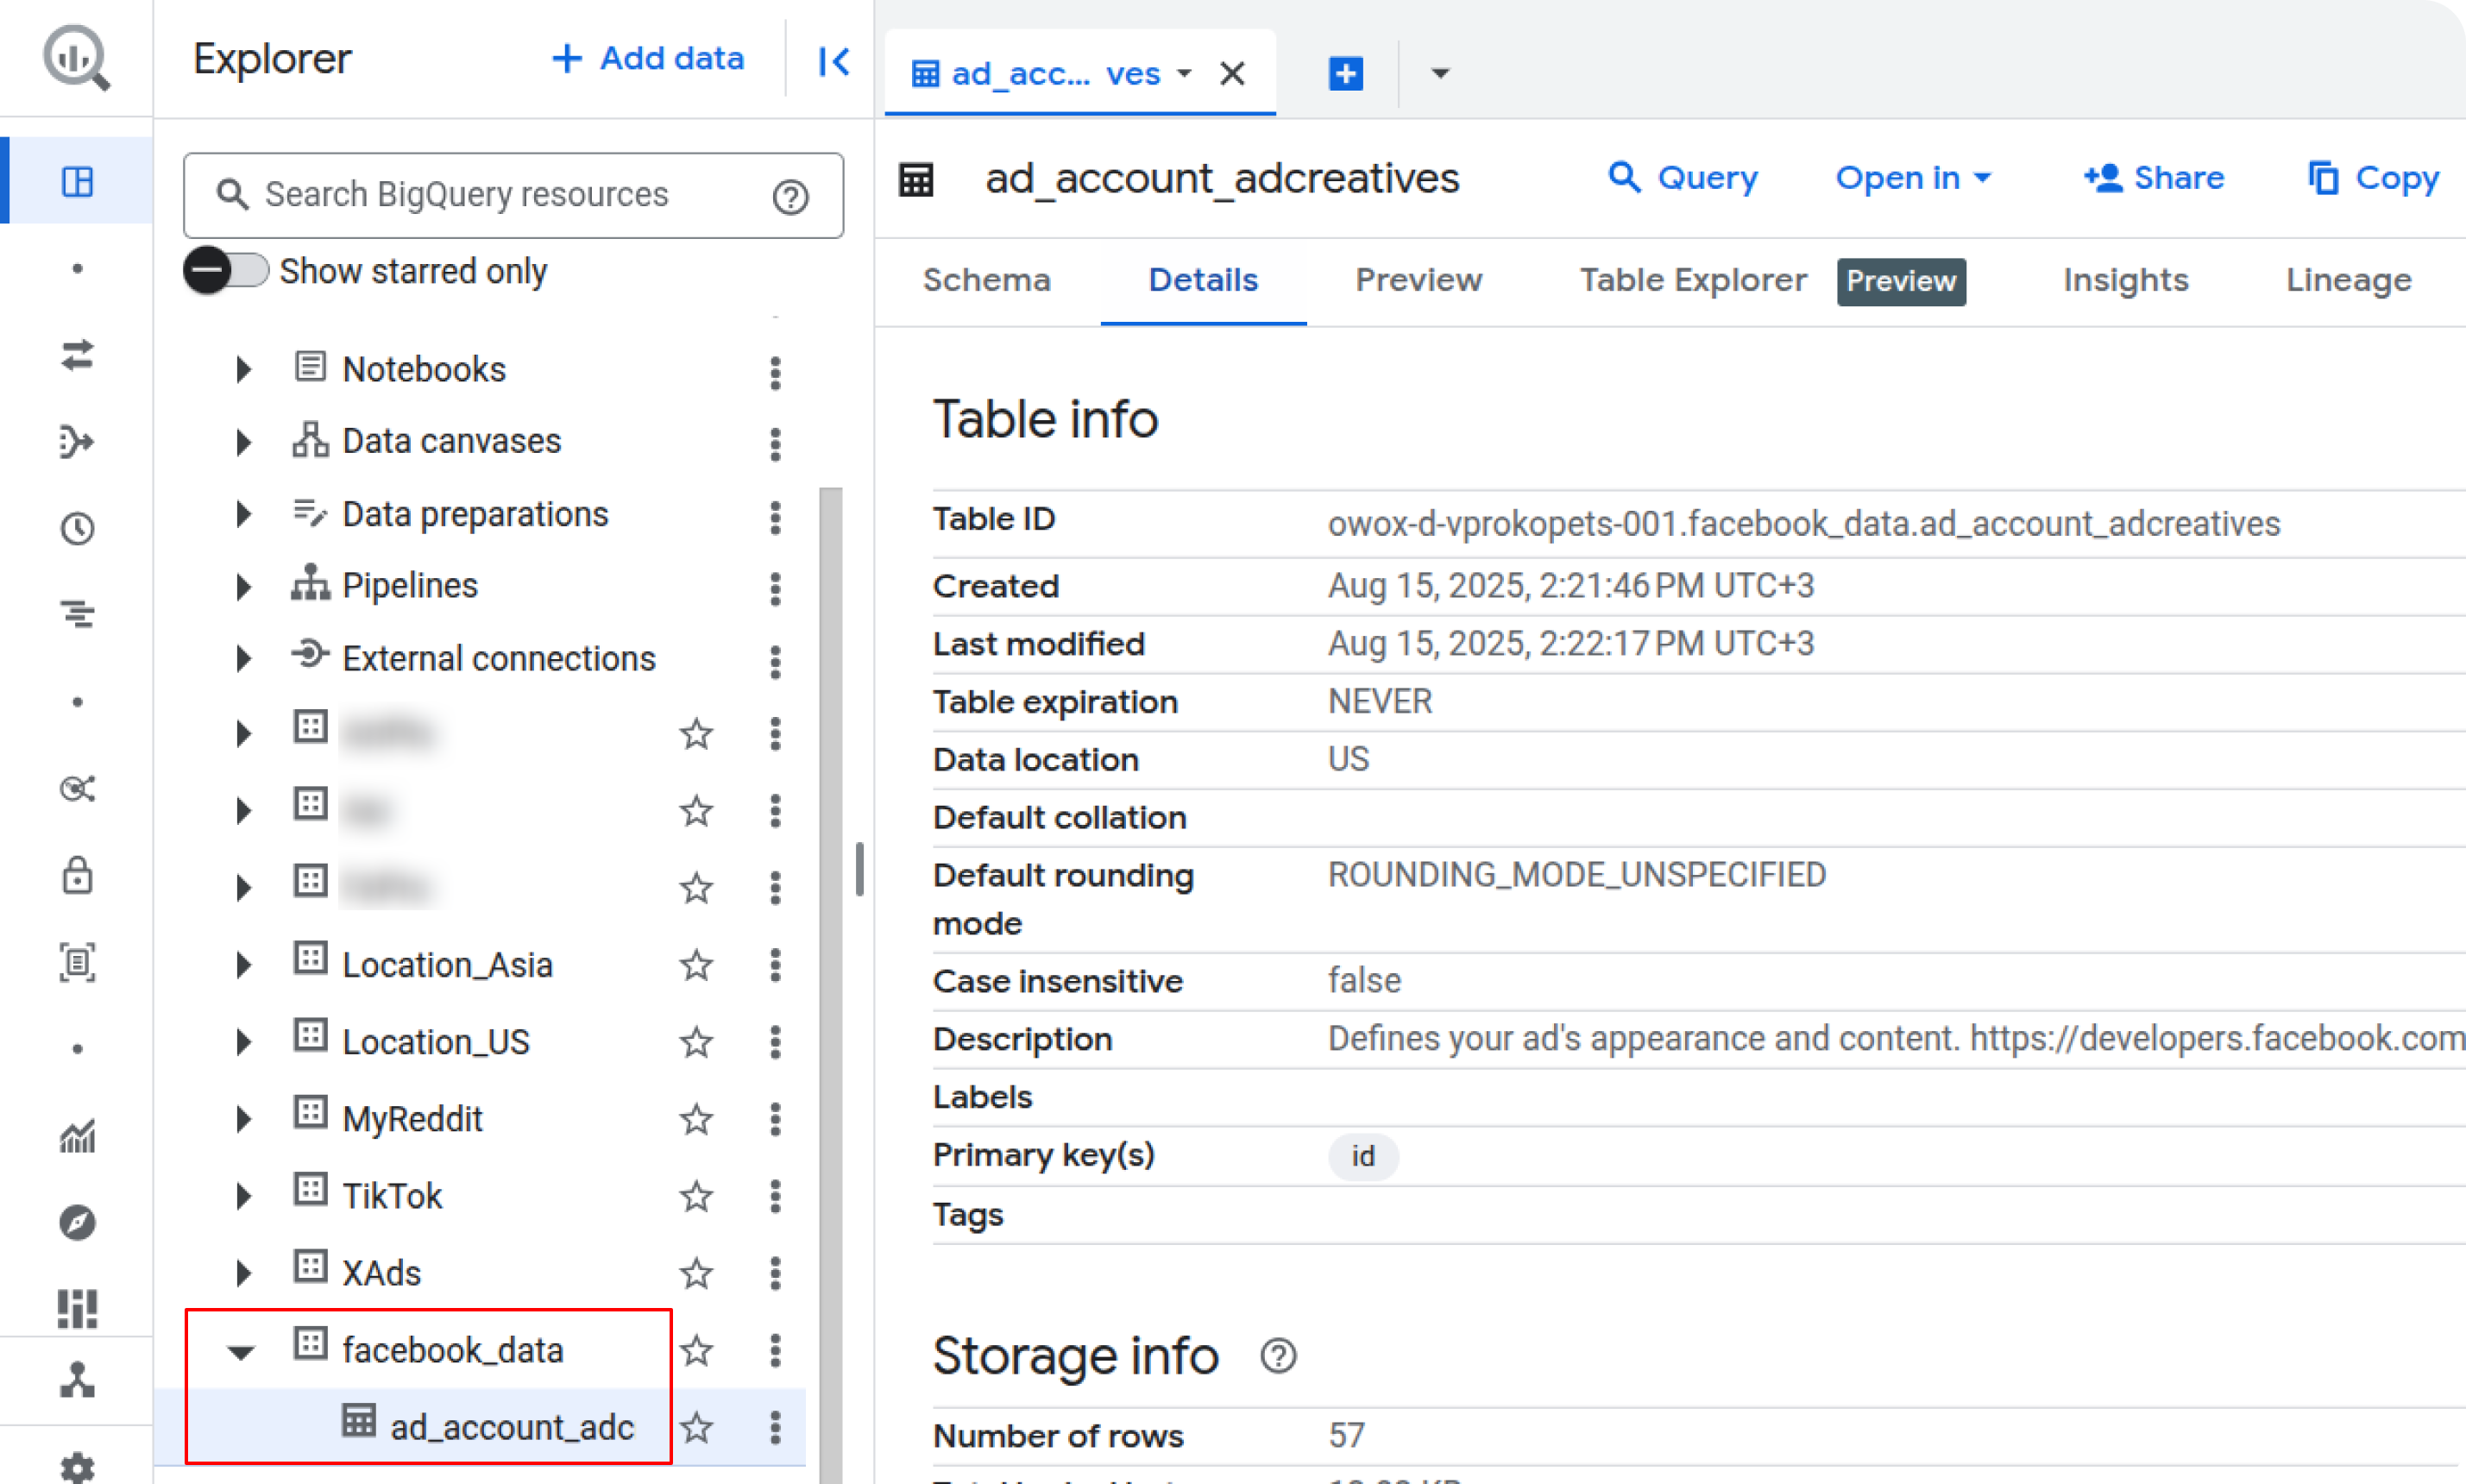 Explorer
+ Add data
ad_acc... ves
Search BigQuery resources
Show starred only
Notebooks
Data canvases
Data preparations
Pipelines
External connections
Location_Asia
Location_US
MyReddit
TikTok
XAds
facebook_data
ad_account_adc
ad_account_adcreatives
Query
Open in
Share
Copy
Schema
Details
Preview
Table Explorer
Preview
Insights
Lineage
Table info
Table ID owox-d-vprokopets-001.facebook_data.ad_account_adcreatives
Created Aug 15, 2025, 2:21:46 PM UTC+3
Last modified Aug 15, 2025, 2:22:17 PM UTC+3
Table expiration NEVER
Data location US
Default collation
Default rounding ROUNDING_MODE_UNSPECIFIED
mode
Case insensitive false
Description Defines your ad's appearance and content. https://developers.facebook.com
Labels
Primary key(s) id
Tags
Storage info
Number of rows 57